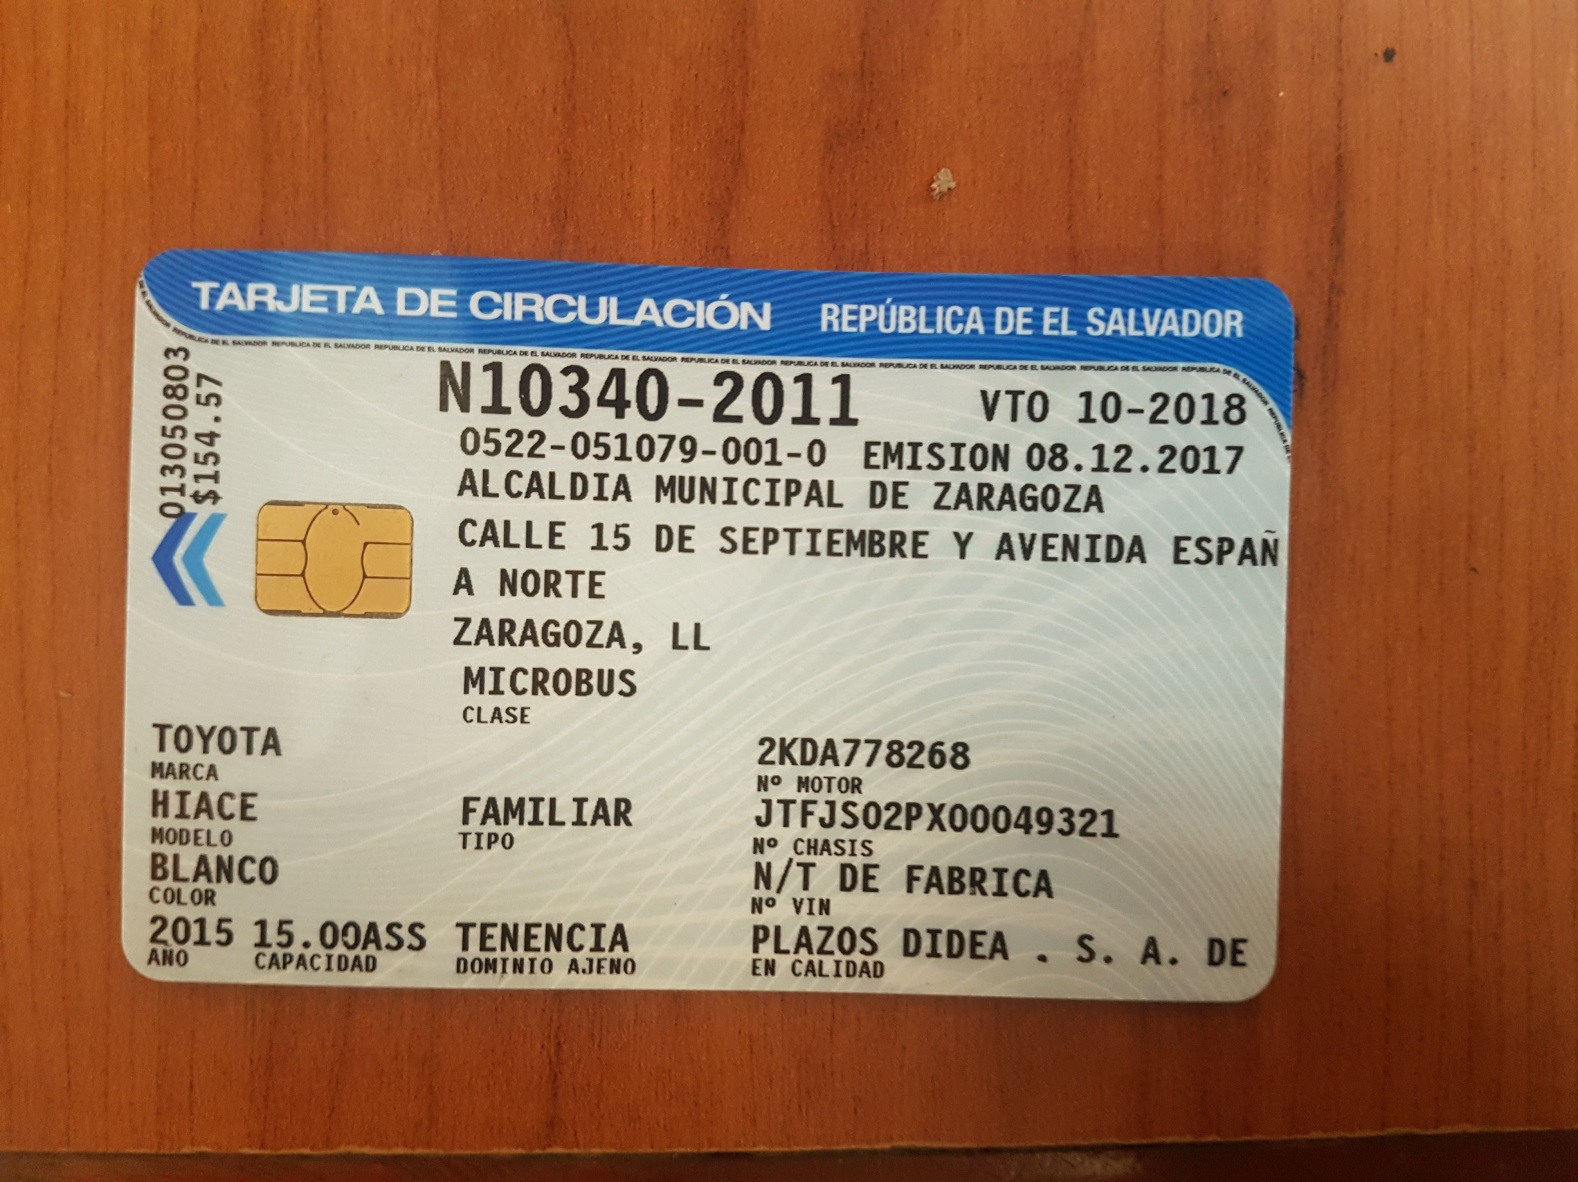 TARJETA DE CIRCULACIÓN REPÚBLICA DE EL SALVADOR
013050803
$154.57
N10340-2011 VTO 10-2018
0522-051079-001-0 EMISION 08.12.2017
ALCALDIA MUNICIPAL DE ZARAGOZA
CALLE 15 DE SEPTIEMBRE Y AVENIDA ESPAÑ
A NORTE
ZARAGOZA, LL
MICROBUS
CLASE
TOYOTA 2KDA778268
MARCA Nº MOTOR
HIACE FAMILIAR JTFJS02PX00049321
MODELO TIPO Nº CHASIS
BLANCO N/T DE FABRICA
COLOR Nº VIN
2015 15.00ASS TENENCIA PLAZOS DIDEA . S. A. DE
AÑO CAPACIDAD DOMINIO AJENO EN CALIDAD